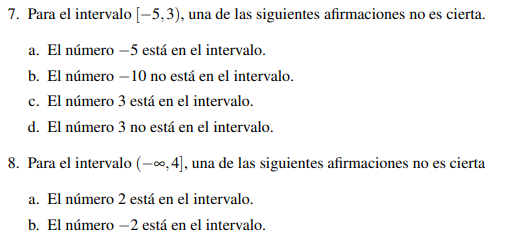 7. Para el intervalo [−5,3), una de las siguientes afirmaciones no es cierta.
a. El número −5 está en el intervalo.
b. El número −10 no está en el intervalo.
c. El número 3 está en el intervalo.
d. El número 3 no está en el intervalo.
8. Para el intervalo (−∞,4], una de las siguientes afirmaciones no es cierta
a. El número 2 está en el intervalo.
b. El número −2 está en el intervalo.